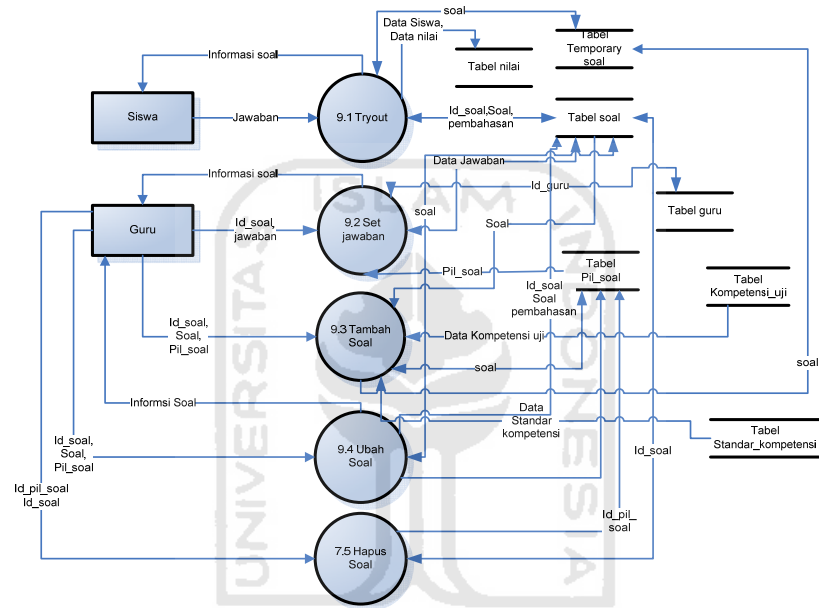 soal
Data Siswa,
Data nilai
Tabel
Temporary
soal
Informasi soal
Tabel nilai
Siswa
Jawaban
9.1 Tryout
Id_soal,Soal,
pembahasan
Tabel soal
Data Jawaban
Informasi soal
ISLAM
Id_guru
soal
Tabel guru
Guru
Id_soal,
jawaban
9.2 Set
jawaban
Soal
Tabel
Pil_soal
Pil_soal
Id_soal
Soal
pembahasan
Tabel
Kompetensi_uji
Id_soal,
Soal,
Pil_soal
9.3 Tambah
Soal
Data Kompetensi uji
soal
soal
Informsi Soal
Data
Standar
kompetensi
Tabel
Standar_kompetensi
Id_soal,
Soal,
Pil_soal
9.4 Ubah
Soal
Id_soal
Id_pil_soal
Id_soal
Id_pil_
soal
7.5 Hapus
Soal
UNIVERSITAS
INDONESIA